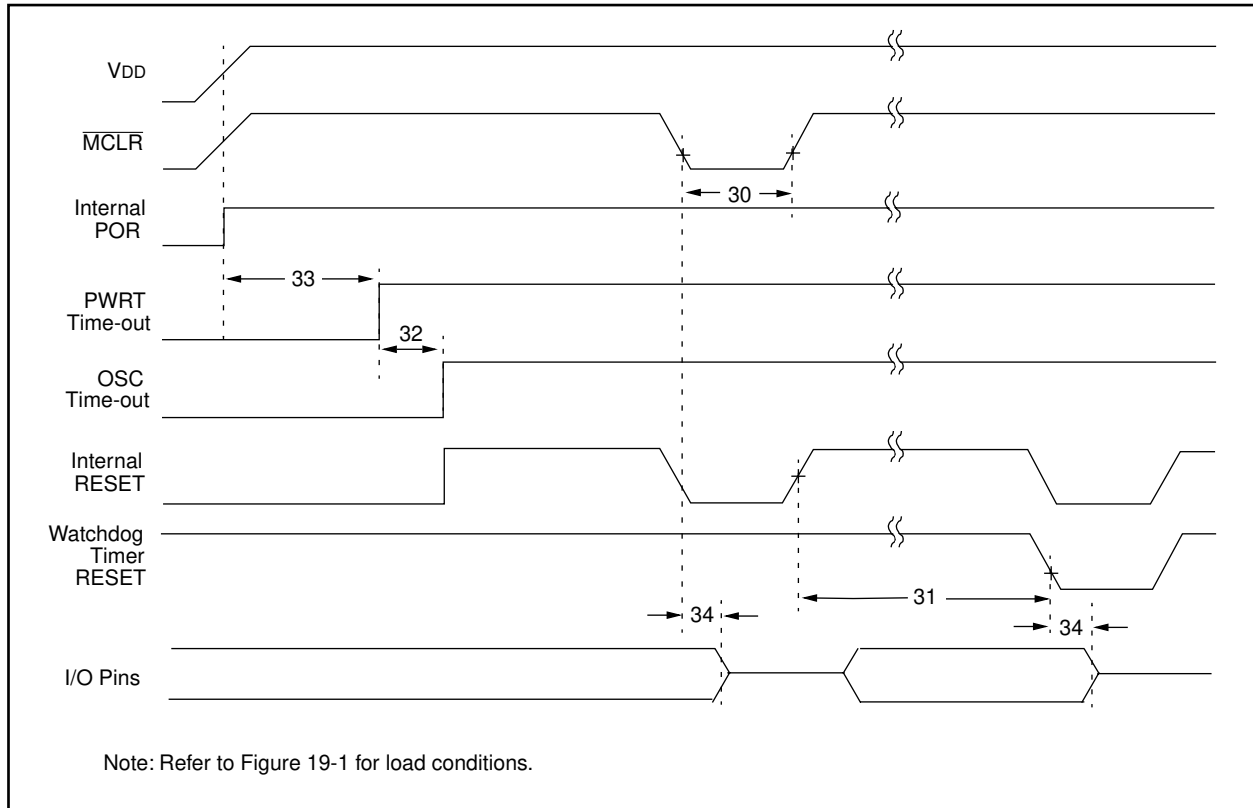 VDD
MCLR
30
Internal
POR
33
PWRT
Time-out
32
OSC
Time-out
Internal
RESET
Watchdog
Timer
RESET
31
34
34
I/O Pins
Note: Refer to Figure 19-1 for load conditions.